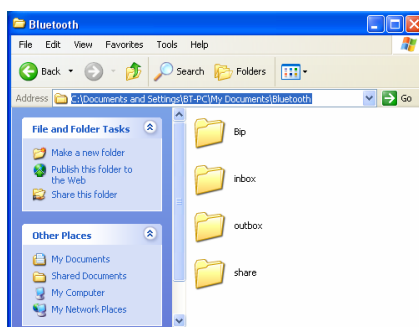 Bluetooth
File Edit View Favorites Tools Help
Back Search Folders
Address C:\Documents and Settings\BT-PC\My Documents\Bluetooth Go
File and Folder Tasks
Make a new folder
Publish this folder to
the Web
Share this folder
Other Places
My Documents
Shared Documents
My Computer
My Network Places
Bip
inbox
outbox
share